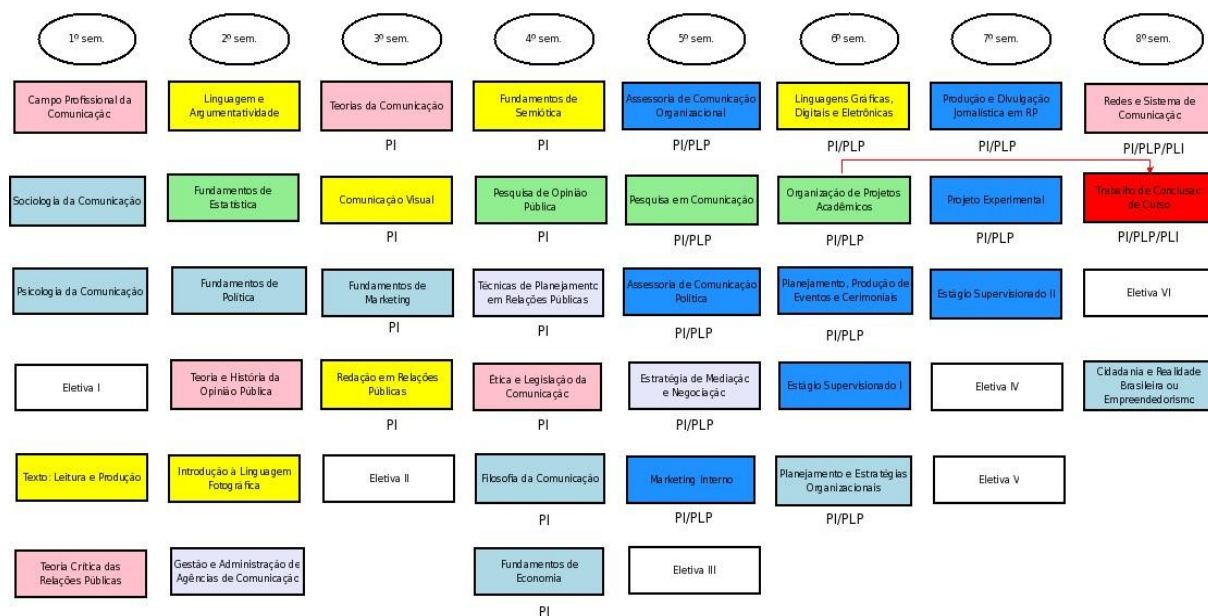 1º sem.
2º sem.
3º sem.
4º sem.
5º sem.
6º sem.
7º sem.
8º sem.
Campo Profissional da
Comunicaçãc
Linguagem e
Argumentatividade
Teorias da Comunicação
PI
Fundamentos de
Semiótica
PI
Assessoria de Comunicação
Organizacional
PI/PLP
Linguagens Gráficas,
Digitais e Eletrônicas
PI/PLP
Produção e Divulgação
Jornalística em RP
PI/PLP
Redes e Sistema de
Comunicaçãc
PI/PLP/PLI
Sociologia da Comunicação
Fundamentos de
Estatística
Comunicação Visual
PI
Pesquisa de Opinião
Pública
PI
Pesquisa em Comunicação
PI/PLP
Organização de Projetos
Acadêmicos
PI/PLP
Projeto Experimental
PI/PLP
Trabalho de Conclusãc
de Curso
PI/PLP/PLI
Psicologia da Comunicação
Fundamentos de
Política
Fundamentos de
Marketing
PI
Técnicas de Planejamentc
em Relações Públicas
PI
Assessoria de Comunicação
Política
PI/PLP
Planejamento, Produção de
Eventos e Cerimoniais
PI/PLP
Estágio Supervisionado II
Eletiva VI
Eletiva I
Teoria e História da
Opinião Pública
Redação em Relações
Públicas
PI
Ética e Legislação da
Comunicaçãc
PI
Estratégia de Mediaçãc
e Negociação
PI/PLP
Estágio Supervisionado I
Eletiva IV
Cidadania e Realidade
Brasileira ou
Empreendedorismc
Texto: Leitura e Produção
Introdução à Linguagem
Fotográfica
Eletiva II
Filosofia da Comunicação
PI
Marketing Interno
PI/PLP
Planejamento e Estratégias
Organizacionais
PI/PLP
Eletiva V
Teoria Crítica das
Relações Públicas
Gestão e Administração de
Agências de Comunicaçãc
Fundamentos de
Economia
PI
Eletiva III